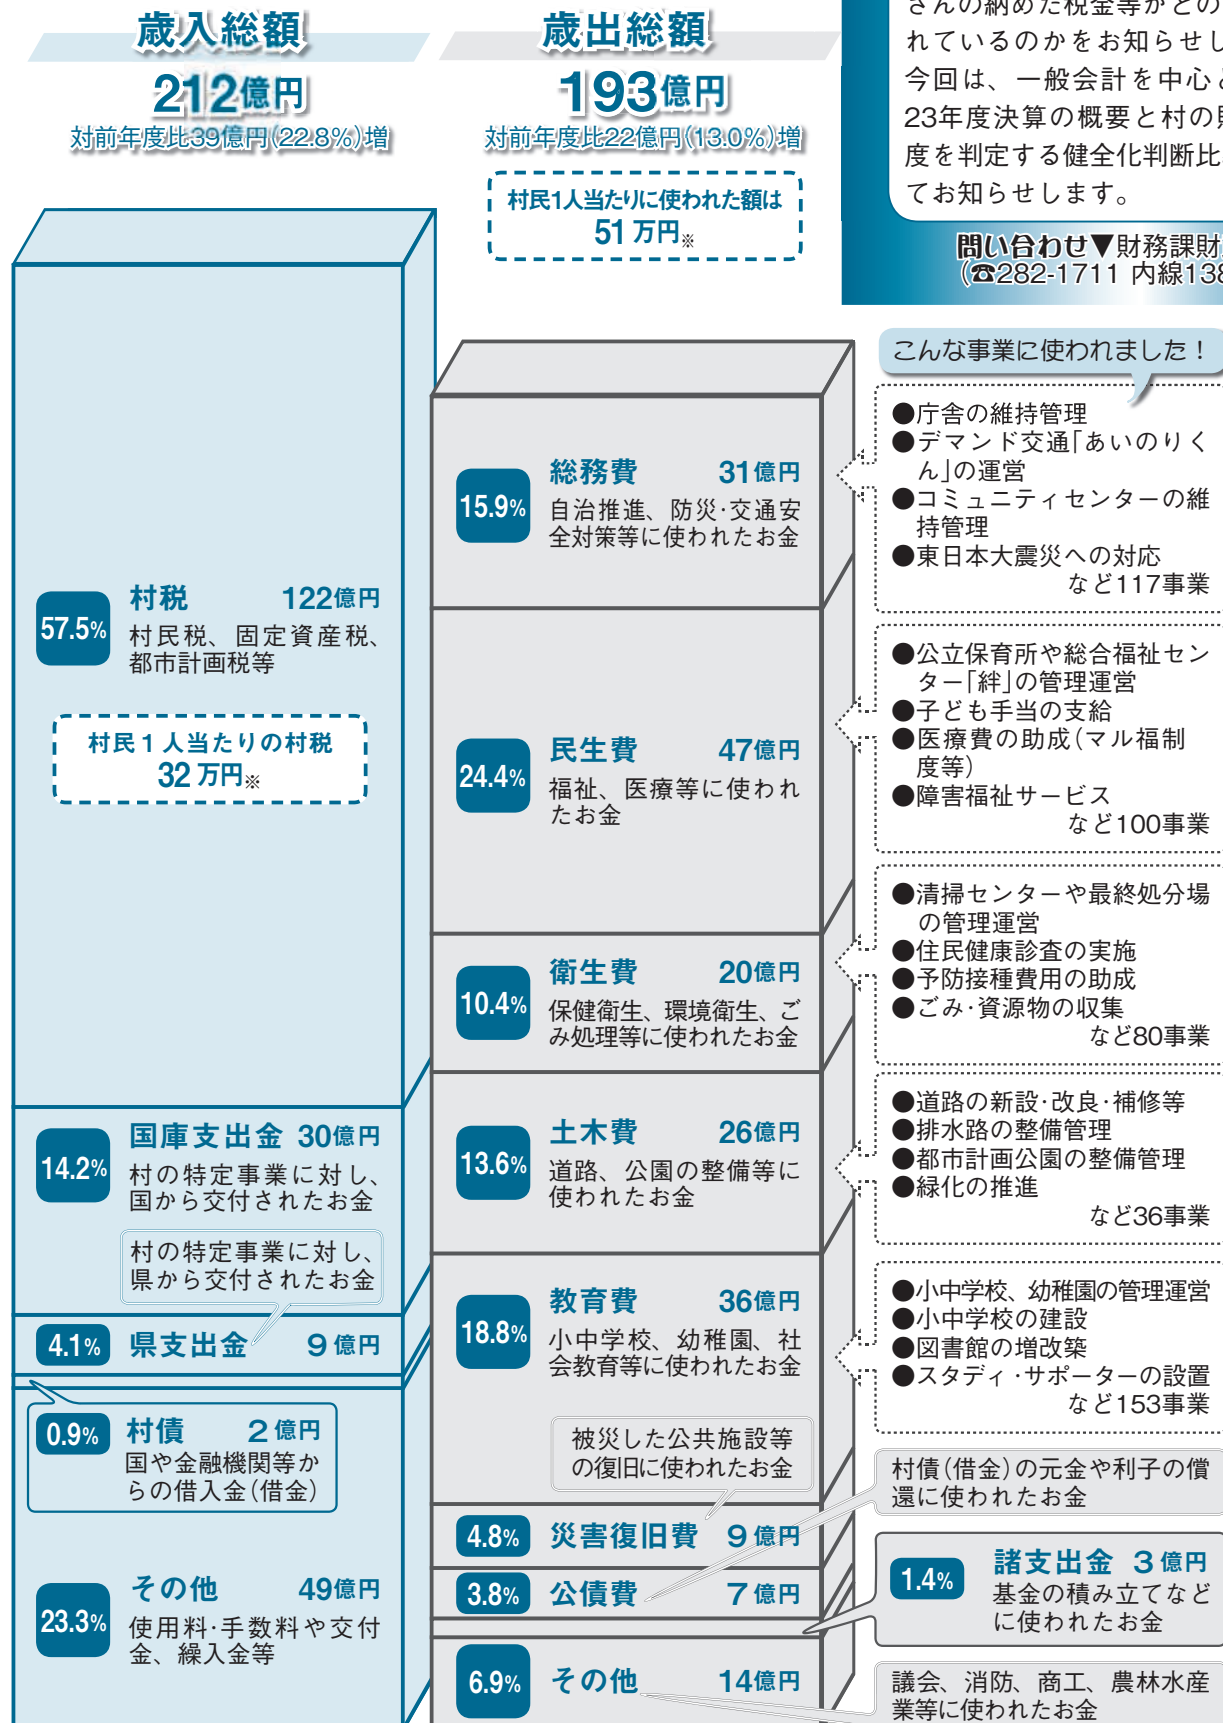 歳入総額
212億円
対前年度比39億円(22.8%)増
歳出総額
193億円
対前年度比22億円(13.0%)増
村民1人当たりに使われた額は
51万円※
さんの納めた税金等がどの
れているのかをお知らせし
今回は、一般会計を中心と
23年度決算の概要と村の財
度を判定する健全化判断比
てお知らせします。
問い合わせ▼財務課財
(☎282-1711 内線138
57.5%
村税 122億円
村民税、固定資産税、
都市計画税等
村民1人当たりの村税
32万円※
14.2%
国庫支出金 30億円
村の特定事業に対し、
国から交付されたお金
村の特定事業に対し、
県から交付されたお金
4.1% 県支出金 9億円
0.9% 村債 2億円
国や金融機関等か
らの借入金(借金)
23.3%
その他 49億円
使用料・手数料や交付
金、繰入金等
15.9%
総務費 31億円
自治推進、防災・交通安
全対策等に使われたお金
24.4%
民生費 47億円
福祉、医療等に使われ
たお金
10.4%
衛生費 20億円
保健衛生、環境衛生、ご
み処理等に使われたお金
13.6%
土木費 26億円
道路、公園の整備等に
使われたお金
18.8%
教育費 36億円
小中学校、幼稚園、社
会教育等に使われたお金
被災した公共施設等
の復旧に使われたお金
4.8% 災害復旧費 9億円
3.8% 公債費 7億円
6.9% その他 14億円
こんな事業に使われました!
●庁舎の維持管理
●デマンド交通「あいのりく
ん」の運営
●コミュニティセンターの維
持管理
●東日本大震災への対応
など117事業
●公立保育所や総合福祉セン
ター「絆」の管理運営
●子ども手当の支給
●医療費の助成(マル福制
度等)
●障害福祉サービス
など100事業
●清掃センターや最終処分場
の管理運営
●住民健康診査の実施
●予防接種費用の助成
●ごみ・資源物の収集
など80事業
●道路の新設・改良・補修等
●排水路の整備管理
●都市計画公園の整備管理
●緑化の推進
など36事業
●小中学校、幼稚園の管理運営
●小中学校の建設
●図書館の増改築
●スタディ・サポーターの設置
など153事業
村債(借金)の元金や利子の償
還に使われたお金
1.4%
諸支出金 3億円
基金の積み立てなど
に使われたお金
議会、消防、商工、農林水産
業等に使われたお金